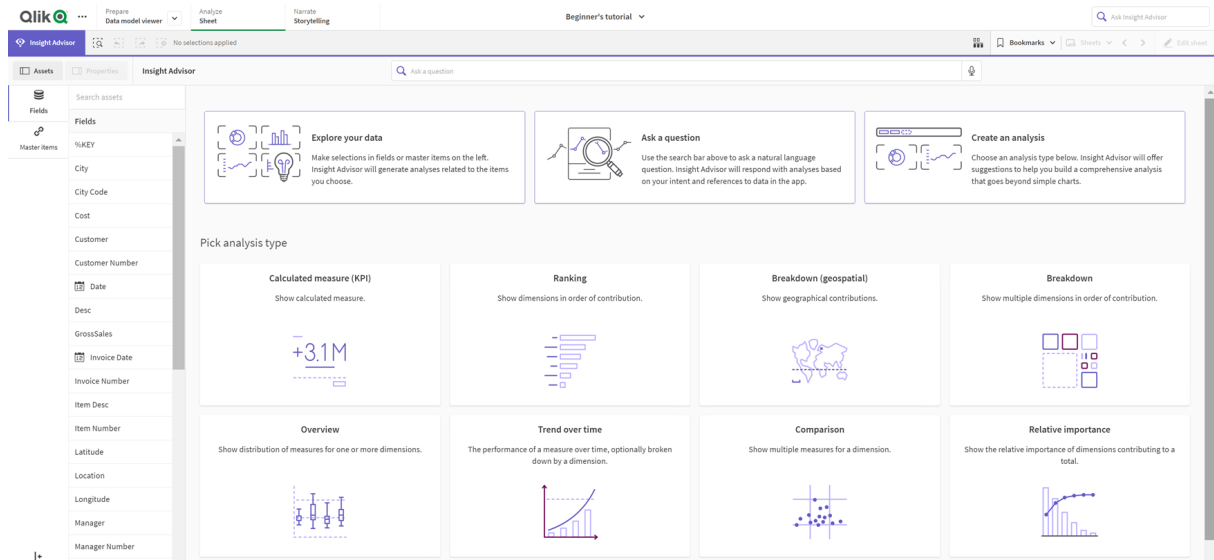 Qlik
Prepare
Data model viewer
Analyze
Sheet
Narrate
Storytelling
Beginner's tutorial
Ask Insight Advisor
Insight Advisor
No selections applied
Bookmarks
Sheets
Edit sheet
Assets
Properties
Insight Advisor
Ask a question
Fields
Master items
Search assets
Fields
%KEY
City
City Code
Cost
Customer
Customer Number
Date
Desc
GrossSales
Invoice Date
Invoice Number
Item Desc
Item Number
Latitude
Location
Longitude
Manager
Manager Number
Explore your data
Make selections in fields or master items on the left.
Insight Advisor will generate analyses related to the items
you choose.
Ask a question
Use the search bar above to ask a natural language
question. Insight Advisor will respond with analyses based
on your intent and references to data in the app.
Create an analysis
Choose an analysis type below. Insight Advisor will offer
suggestions to help you build a comprehensive analysis
that goes beyond simple charts.
Pick analysis type
Calculated measure (KPI)
Show calculated measure.
+3.1M
Ranking
Show dimensions in order of contribution.
Breakdown (geospatial)
Show geographical contributions.
Breakdown
Show multiple dimensions in order of contribution.
Overview
Show distribution of measures for one or more dimensions.
Trend over time
The performance of a measure over time, optionally broken
down by a dimension.
Comparison
Show multiple measures for a dimension.
Relative importance
Show the relative importance of dimensions contributing to a
total.